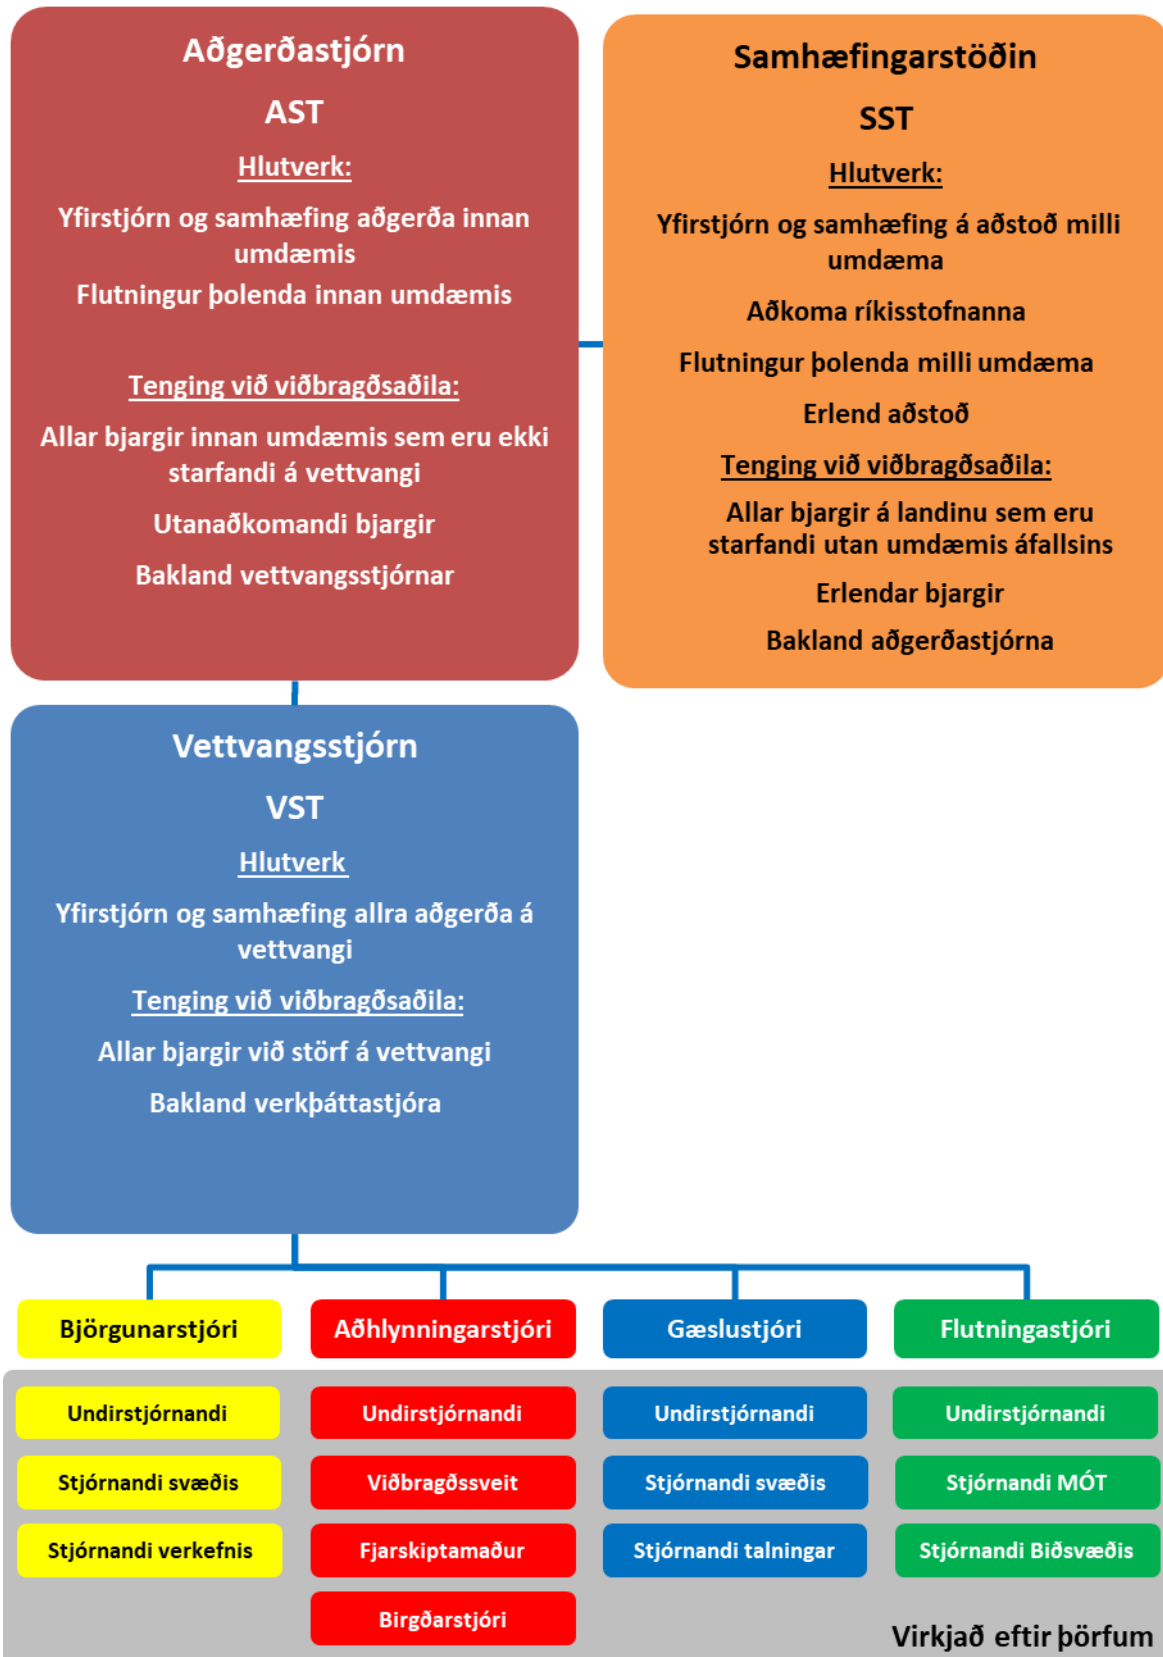 Aðgerðastjórn
AST
Hlutverk:
Yfirstjórn og samhæfing aðgerða innan
umdæmis
Flutningur þolenda innan umdæmis
Tenging við viðbragðsaðila:
Allar bjargir innan umdæmis sem eru ekki
starfandi á vettvangi
Utanaðkomandi bjargir
Bakland vettvangsstjórnar
Samhæfingarstöðin
SST
Hlutverk:
Yfirstjórn og samhæfing á aðstoð milli
umdæma
Aðkoma ríkisstofnanna
Flutningur þolenda milli umdæma
Erlend aðstoð
Tenging við viðbragðsaðila:
Allar bjargir á landinu sem eru
starfandi utan umdæmis áfallsins
Erlendar bjargir
Bakland aðgerðastjórna
Vettvangsstjórn
VST
Hlutverk
Yfirstjórn og samhæfing allra aðgerða á
vettvangi
Tenging við viðbragðsaðila:
Allar bjargir við störf á vettvangi
Bakland verkþáttastjóra
Björgunarstjóri
Undirstjórnandi
Stjórnandi svæðis
Stjórnandi verkefnis
Aðhlynningarstjóri
Undirstjórnandi
Viðbragðssveit
Fjarskiptamaður
Birgðarstjóri
Gæslustjóri
Undirstjórnandi
Stjórnandi svæðis
Stjórnandi talningar
Flutningastjóri
Undirstjórnandi
Stjórnandi MÓT
Stjórnandi Biðsvæðis
Virkjað eftir þörfum